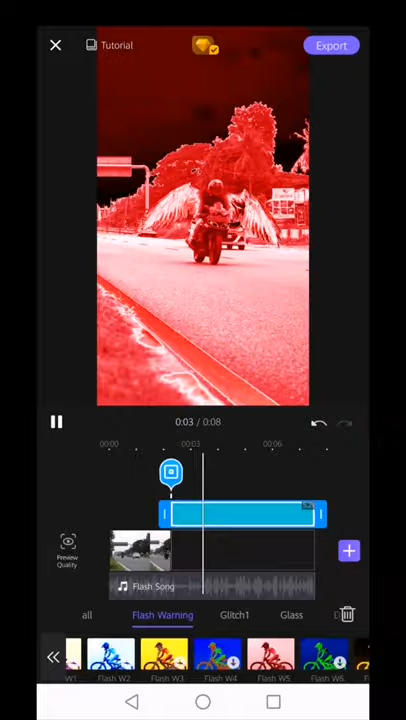 Tutorial
Export
0:03 / 0:08
00:00
00:03
00:06
Preview
Quality
Flash Song
all
Flash Warning
Glitch1
Glass
W1
Flash W2
Flash W3
Flash W4
Flash W5
Flash W6